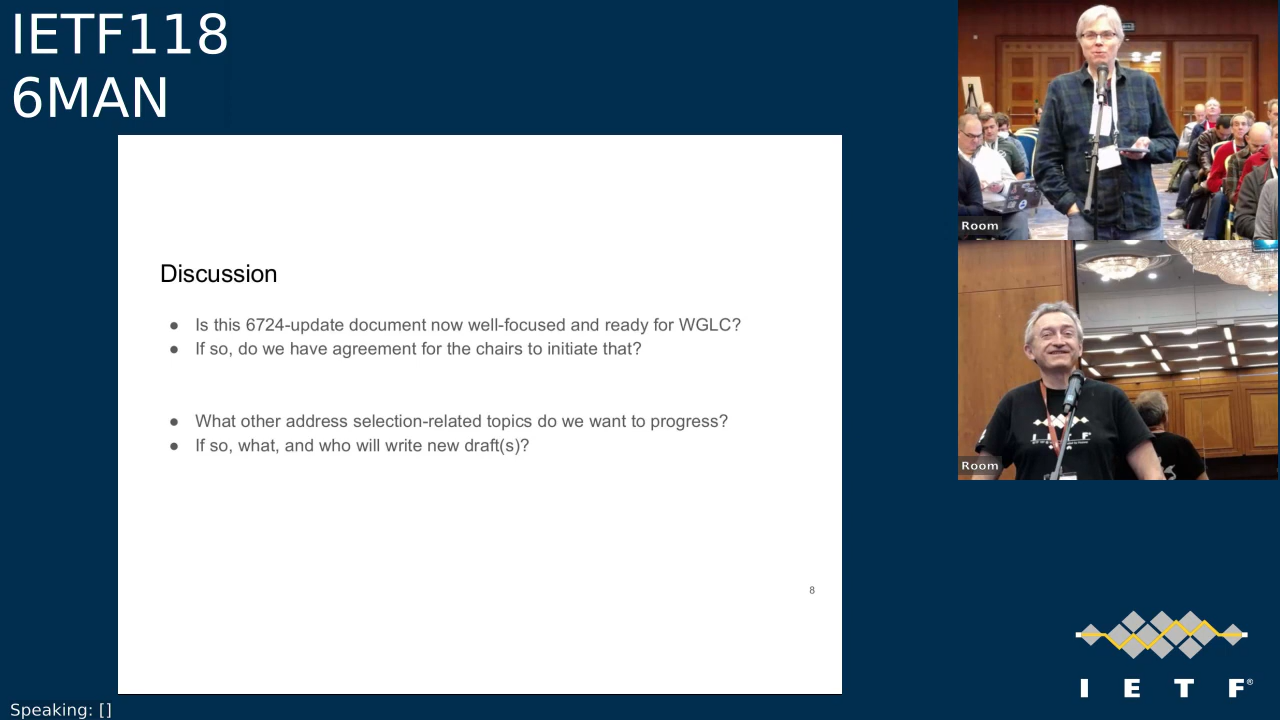 IETF118
6MAN
Discussion
● Is this 6724-update document now well-focused and ready for WGLC?
● If so, do we have agreement for the chairs to initiate that?
● What other address selection-related topics do we want to progress?
● If so, what, and who will write new draft(s)?
8
Room
Room
I E T F
I E T F®
Speaking: []